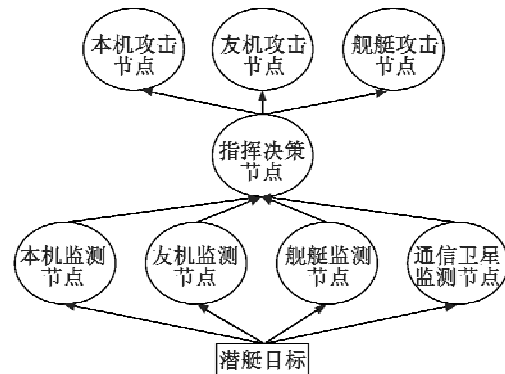 本机攻击
节点
友机攻击
节点
舰艇攻击
节点
指挥决策
节点
本机监测
节点
友机监测
节点
舰艇监测
节点
通信卫星
监测节点
潜艇目标